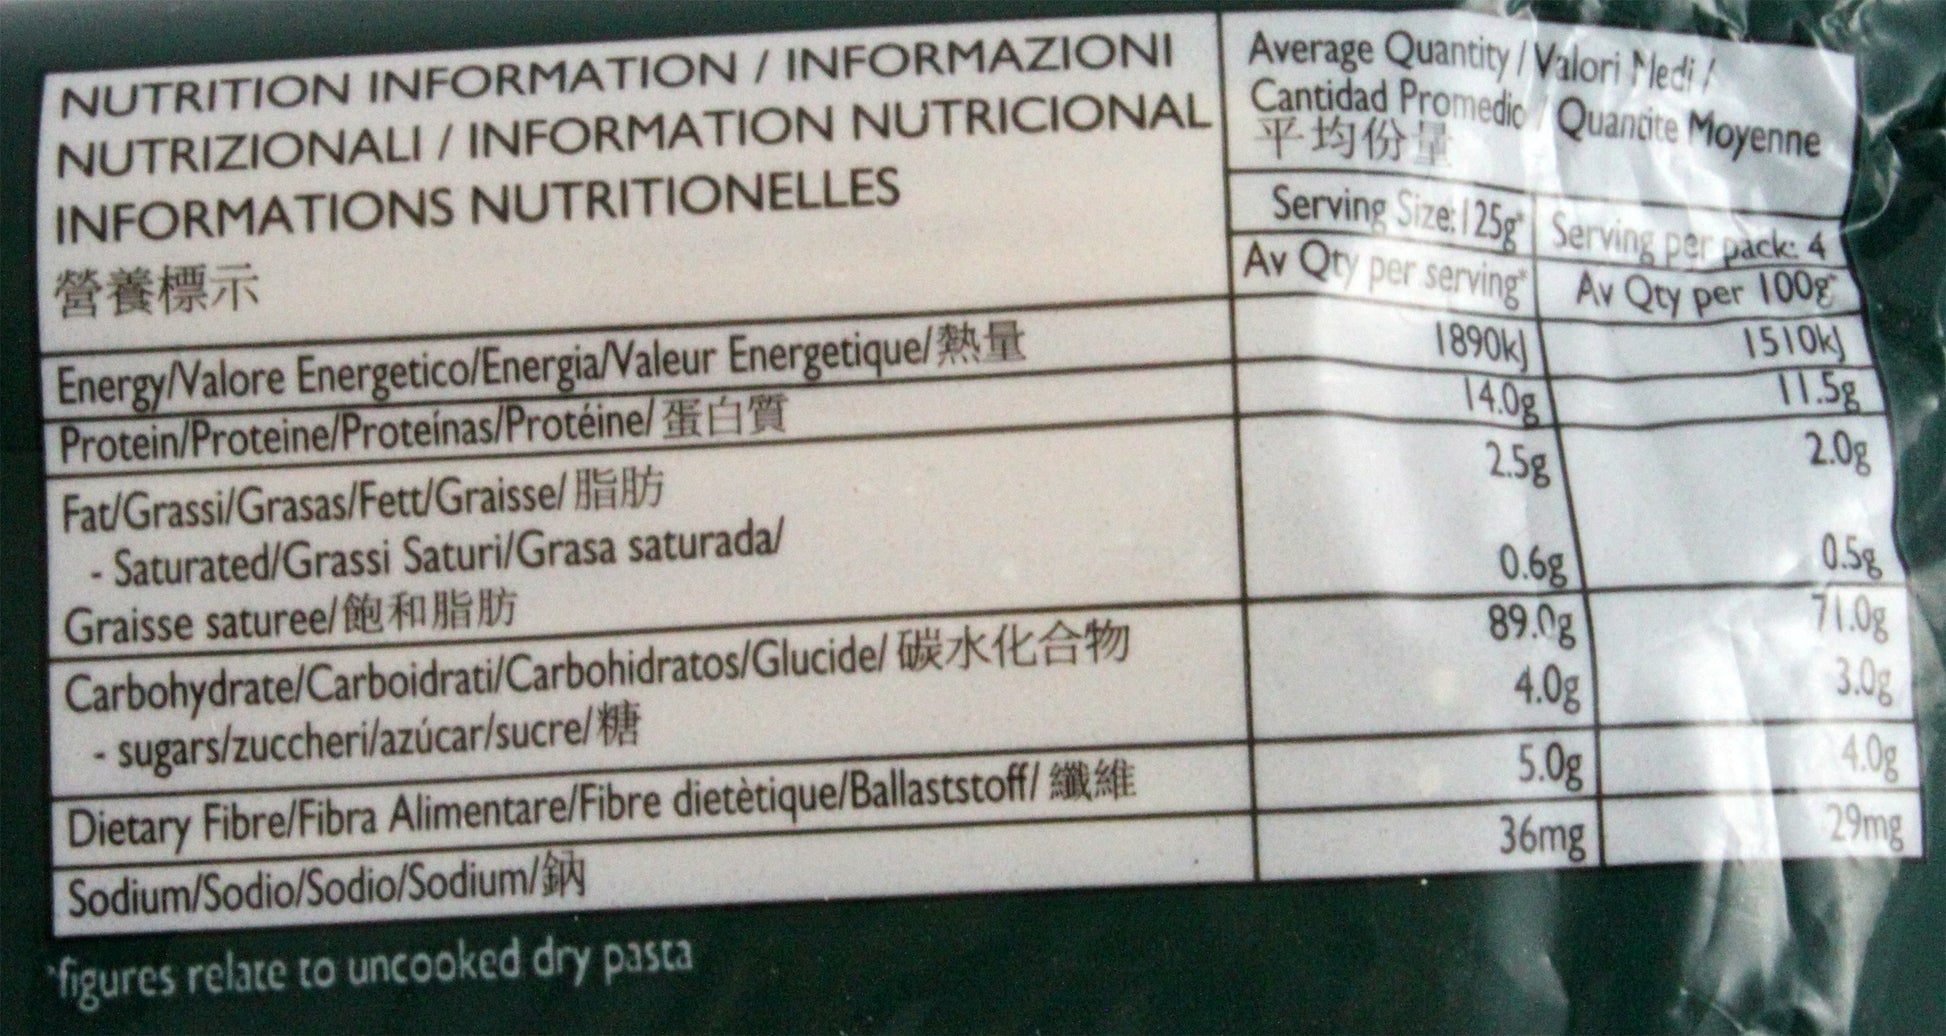 NUTRITION INFORMATION / INFORMAZIONI
NUTRIZIONALI / INFORMATION NUTRICIONAL
INFORMATIONS NUTRITIONELLES
營養標示
Average Quantity / Valori Medi /
Cantidad Promedio / Quantite Moyenne
平均份量
Serving Size: 125g* Serving per pack: 4
Av Qty per serving* Av Qty per 100g*
Energy/Valore Energetico/Energia/Valeur Energetique/熱量 1890kJ 1510kJ
Protein/Proteine/Proteínas/Protéine/蛋白質 14.0g 11.5g
Fat/Grassi/Grasas/Fett/Graisse/脂肪 2.5g 2.0g
- Saturated/Grassi Saturi/Grasa saturada/
Graisse saturee/飽和脂肪 0.6g 0.5g
Carbohydrate/Carboidrati/Carbohidratos/Glucide/碳水化合物 89.0g 71.0g
- sugars/zuccheri/azúcar/sucre/糖 4.0g 3.0g
Dietary Fibre/Fibra Alimentare/Fibre dietètique/Ballaststoff/ 纖維 5.0g 4.0g
Sodium/Sodio/Sodio/Sodium/鈉 36mg 29mg
*figures relate to uncooked dry pasta